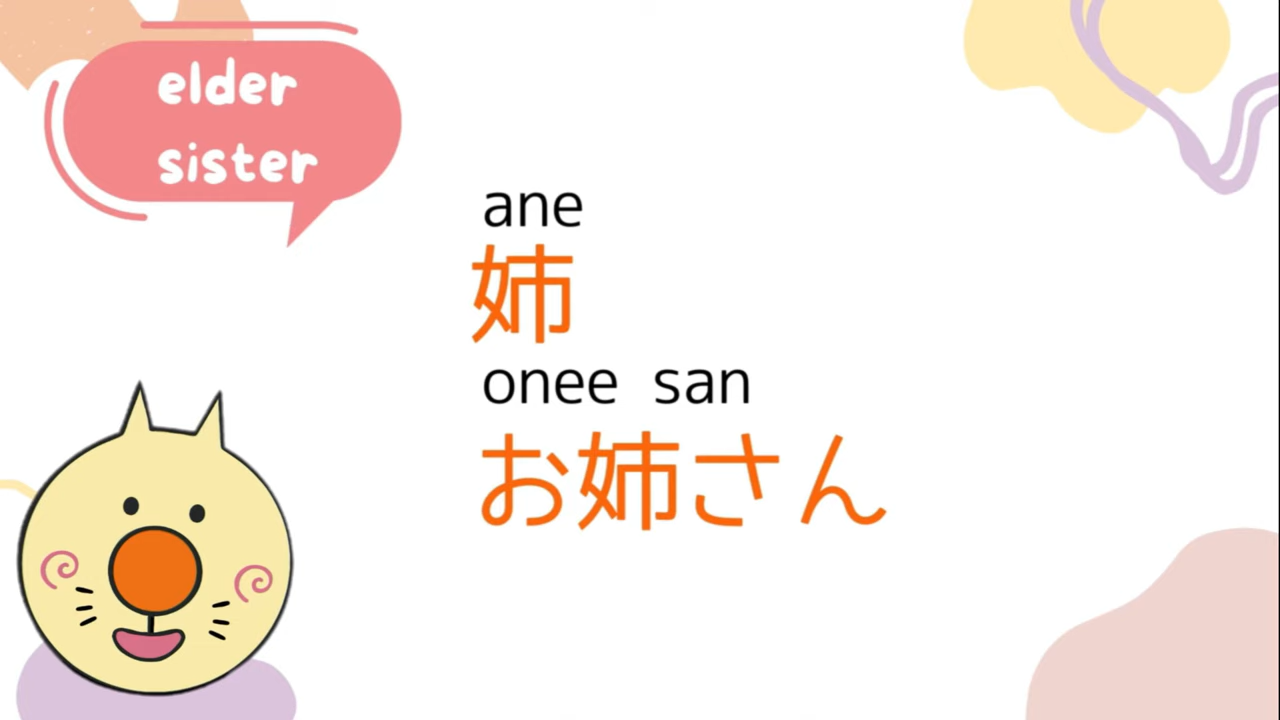 elder
sister
ane
姉
onee san
お姉さん